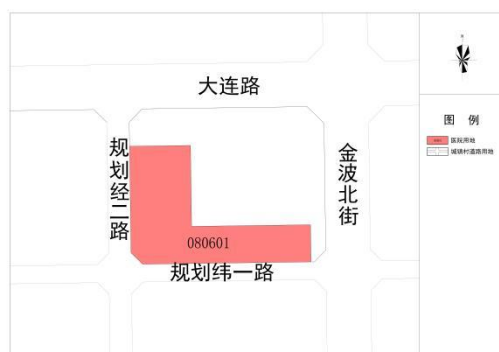 大连路
规划经二路
金波北街
080601
规划纬一路
图 例
医院用地
城镇村道路用地